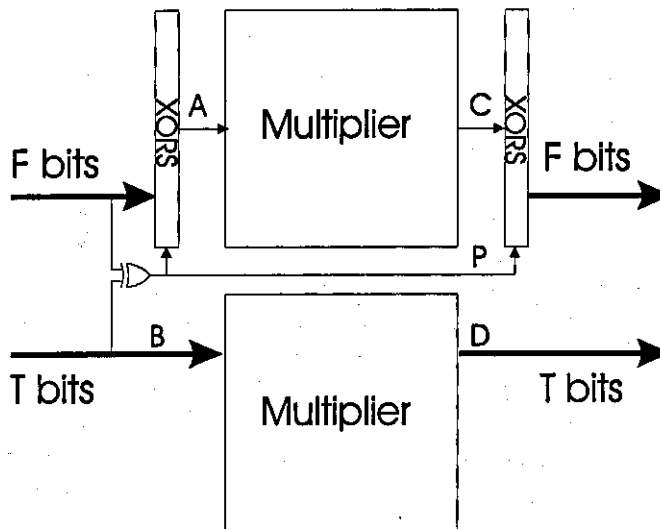 XORS
A
Multiplier
C
XORS
F bits
F bits
P
B
D
T bits
Multiplier
T bits